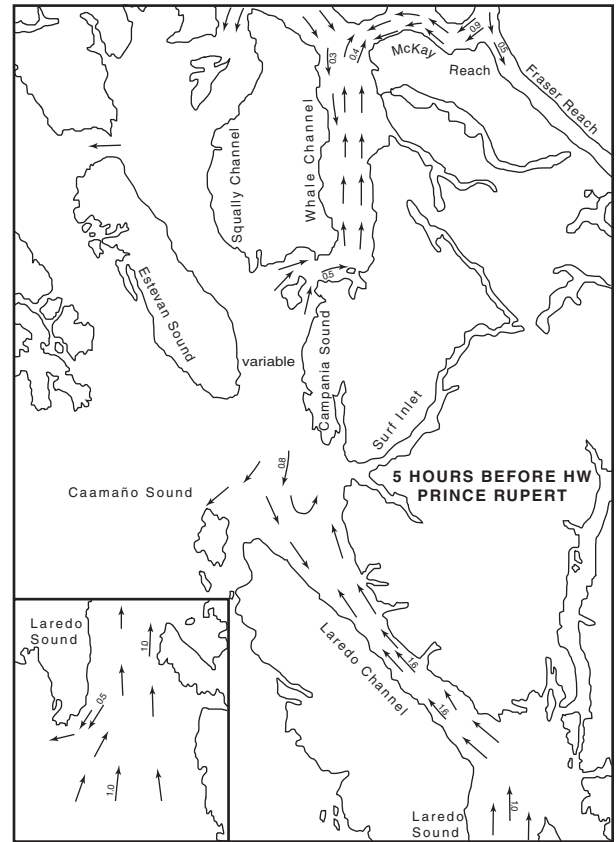 0.9
0.5
0.3
0.4
McKay
Reach
Fraser Reach
Whale Channel
Squally Channel
0.5
Estevan Sound
variable
Campania Sound
Surf Inlet
0.8
5 HOURS BEFORE HW
PRINCE RUPERT
Caamaño Sound
Laredo
Sound
1.0
0.5
1.0
Laredo Channel
1.6
1.6
Laredo
Sound
1.0